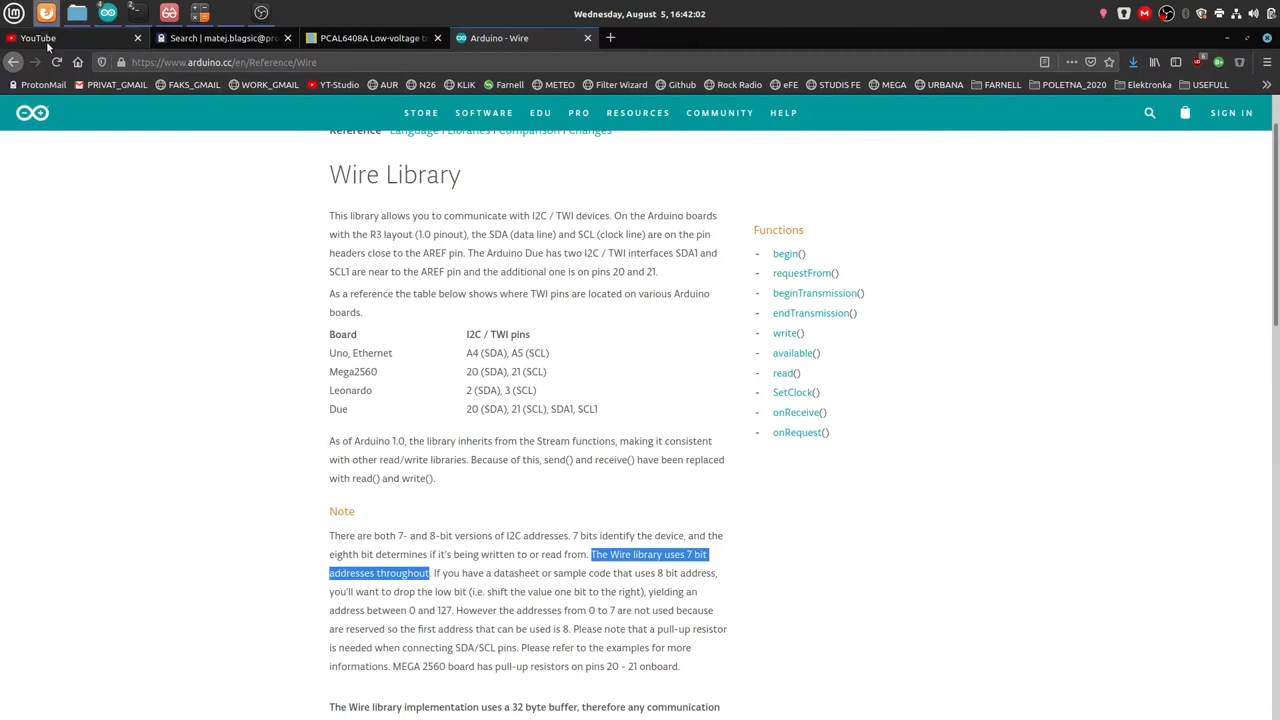 Wednesday, August 5, 16:42:02
YouTube
Search | matej.blagsic@pro
PCAL6408A Low-voltage t
Arduino - Wire
https://www.arduino.cc/en/Reference/Wire
ProtonMail PRIVAT_GMAIL FAKS_GMAIL YT-Studio AUR N26 KLIK Farnell METEO Filter Wizard Github Rock Radio eFE STUDIS FE MEGA URBANA FARNELL POLETNA_2020 Elektronka USEFULL
STORE SOFTWARE EDU PRO RESOURCES COMMUNITY HELP SIGN IN
Reference Language | Libraries | Comparison | Changes
Wire Library
This library allows you to communicate with I2C / TWI devices. On the Arduino boards
with the R3 layout (1.0 pinout), the SDA (data line) and SCL (clock line) are on the pin
headers close to the AREF pin. The Arduino Due has two I2C / TWI interfaces SDA1 and
SCL1 are near to the AREF pin and the additional one is on pins 20 and 21.
As a reference the table below shows where TWI pins are located on various Arduino
boards.
Board I2C / TWI pins
Uno, Ethernet A4 (SDA), A5 (SCL)
Mega2560 20 (SDA), 21 (SCL)
Leonardo 2 (SDA), 3 (SCL)
Due 20 (SDA), 21 (SCL), SDA1, SCL1
As of Arduino 1.0, the library inherits from the Stream functions, making it consistent
with other read/write libraries. Because of this, send() and receive() have been replaced
with read() and write().
Note
There are both 7- and 8-bit versions of I2C addresses. 7 bits identify the device, and the
eighth bit determines if it's being written to or read from. The Wire library uses 7 bit
addresses throughout. If you have a datasheet or sample code that uses 8 bit address,
you'll want to drop the low bit (i.e. shift the value one bit to the right), yielding an
address between 0 and 127. However the addresses from 0 to 7 are not used because
are reserved so the first address that can be used is 8. Please note that a pull-up resistor
is needed when connecting SDA/SCL pins. Please refer to the examples for more
informations. MEGA 2560 board has pull-up resistors on pins 20 - 21 onboard.
The Wire library implementation uses a 32 byte buffer, therefore any communication
Functions
- begin()
- requestFrom()
- beginTransmission()
- endTransmission()
- write()
- available()
- read()
- SetClock()
- onReceive()
- onRequest()